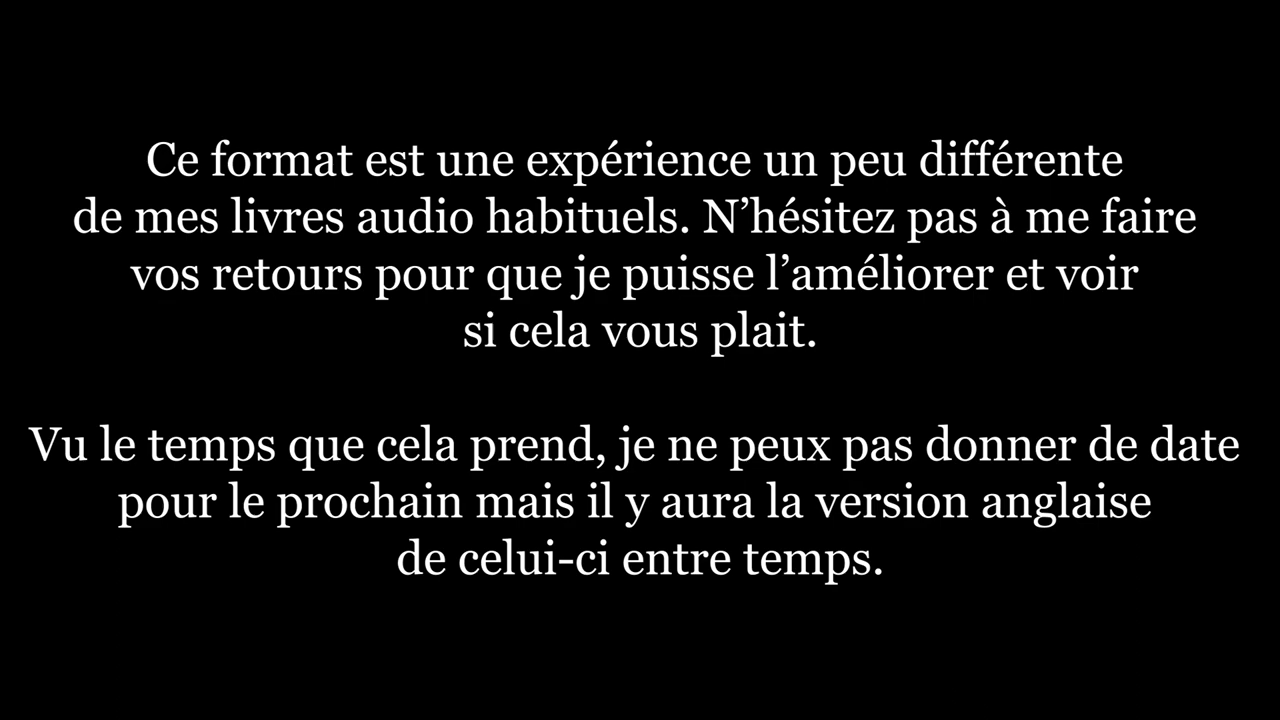 Ce format est une expérience un peu différente
de mes livres audio habituels. N’hésitez pas à me faire
vos retours pour que je puisse l’améliorer et voir
si cela vous plait.
Vu le temps que cela prend, je ne peux pas donner de date
pour le prochain mais il y aura la version anglaise
de celui-ci entre temps.